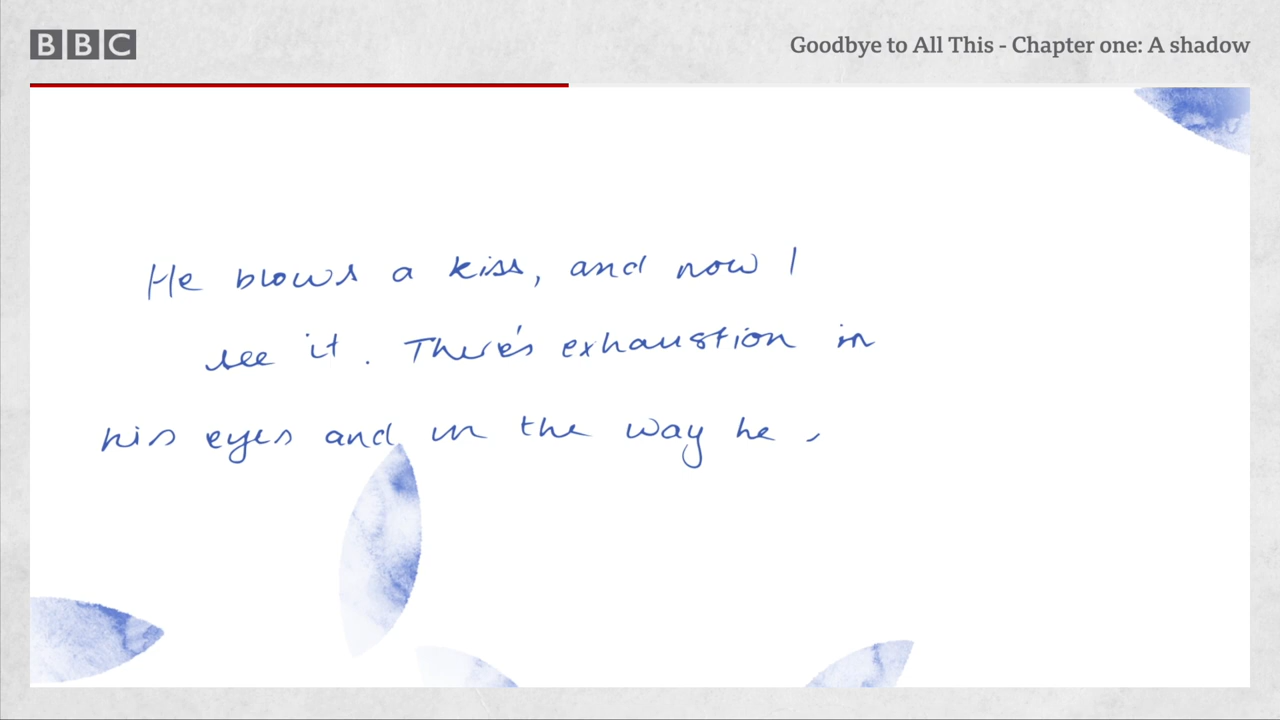 BBC
Goodbye to All This - Chapter one: A shadow
He blows a kiss, and now I
see it. There's exhaustion in
his eyes and in the way he